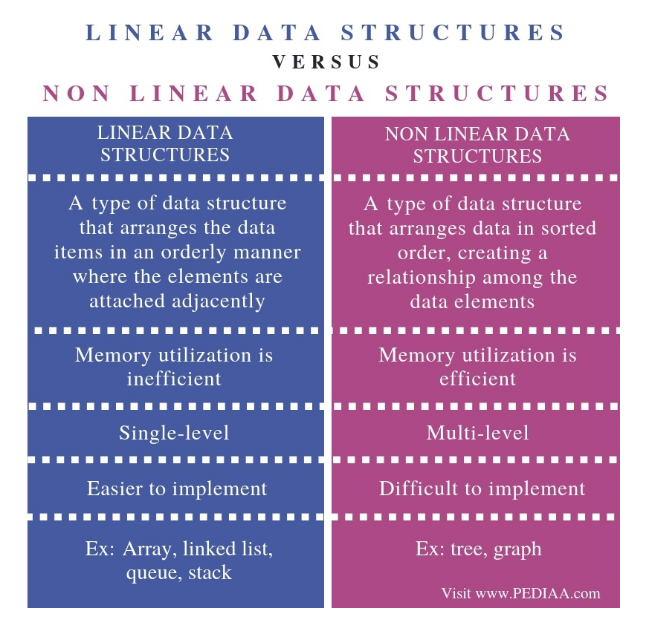 LINEAR DATA STRUCTURES
VERSUS
NON LINEAR DATA STRUCTURES
LINEAR DATA
STRUCTURES
A type of data structure
that arranges the data
items in an orderly manner
where the elements are
attached adjacently
Memory utilization is
inefficient
Single-level
Easier to implement
Ex: Array, linked list,
queue, stack
NON LINEAR DATA
STRUCTURES
A type of data structure
that arranges data in sorted
order, creating a
relationship among the
data elements
Memory utilization is
efficient
Multi-level
Difficult to implement
Ex: tree, graph
Visit www.PEDIAA.com